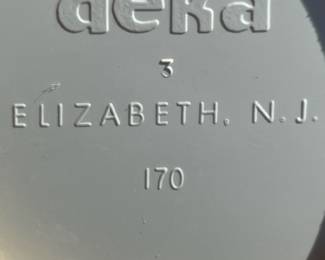 deka
3
ELIZABETH, N.J.
170